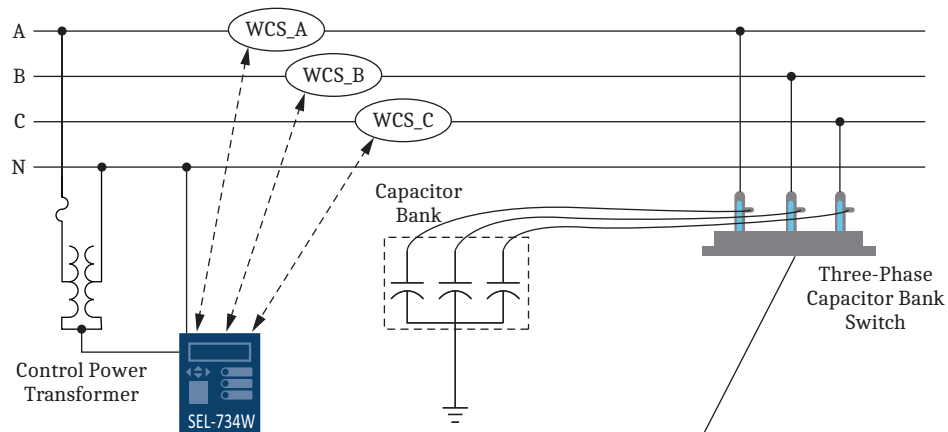 A
WCS_A
B
WCS_B
C
WCS_C
N
Capacitor
Bank
Three-Phase
Capacitor Bank
Switch
Control Power
Transformer
SEL-734W